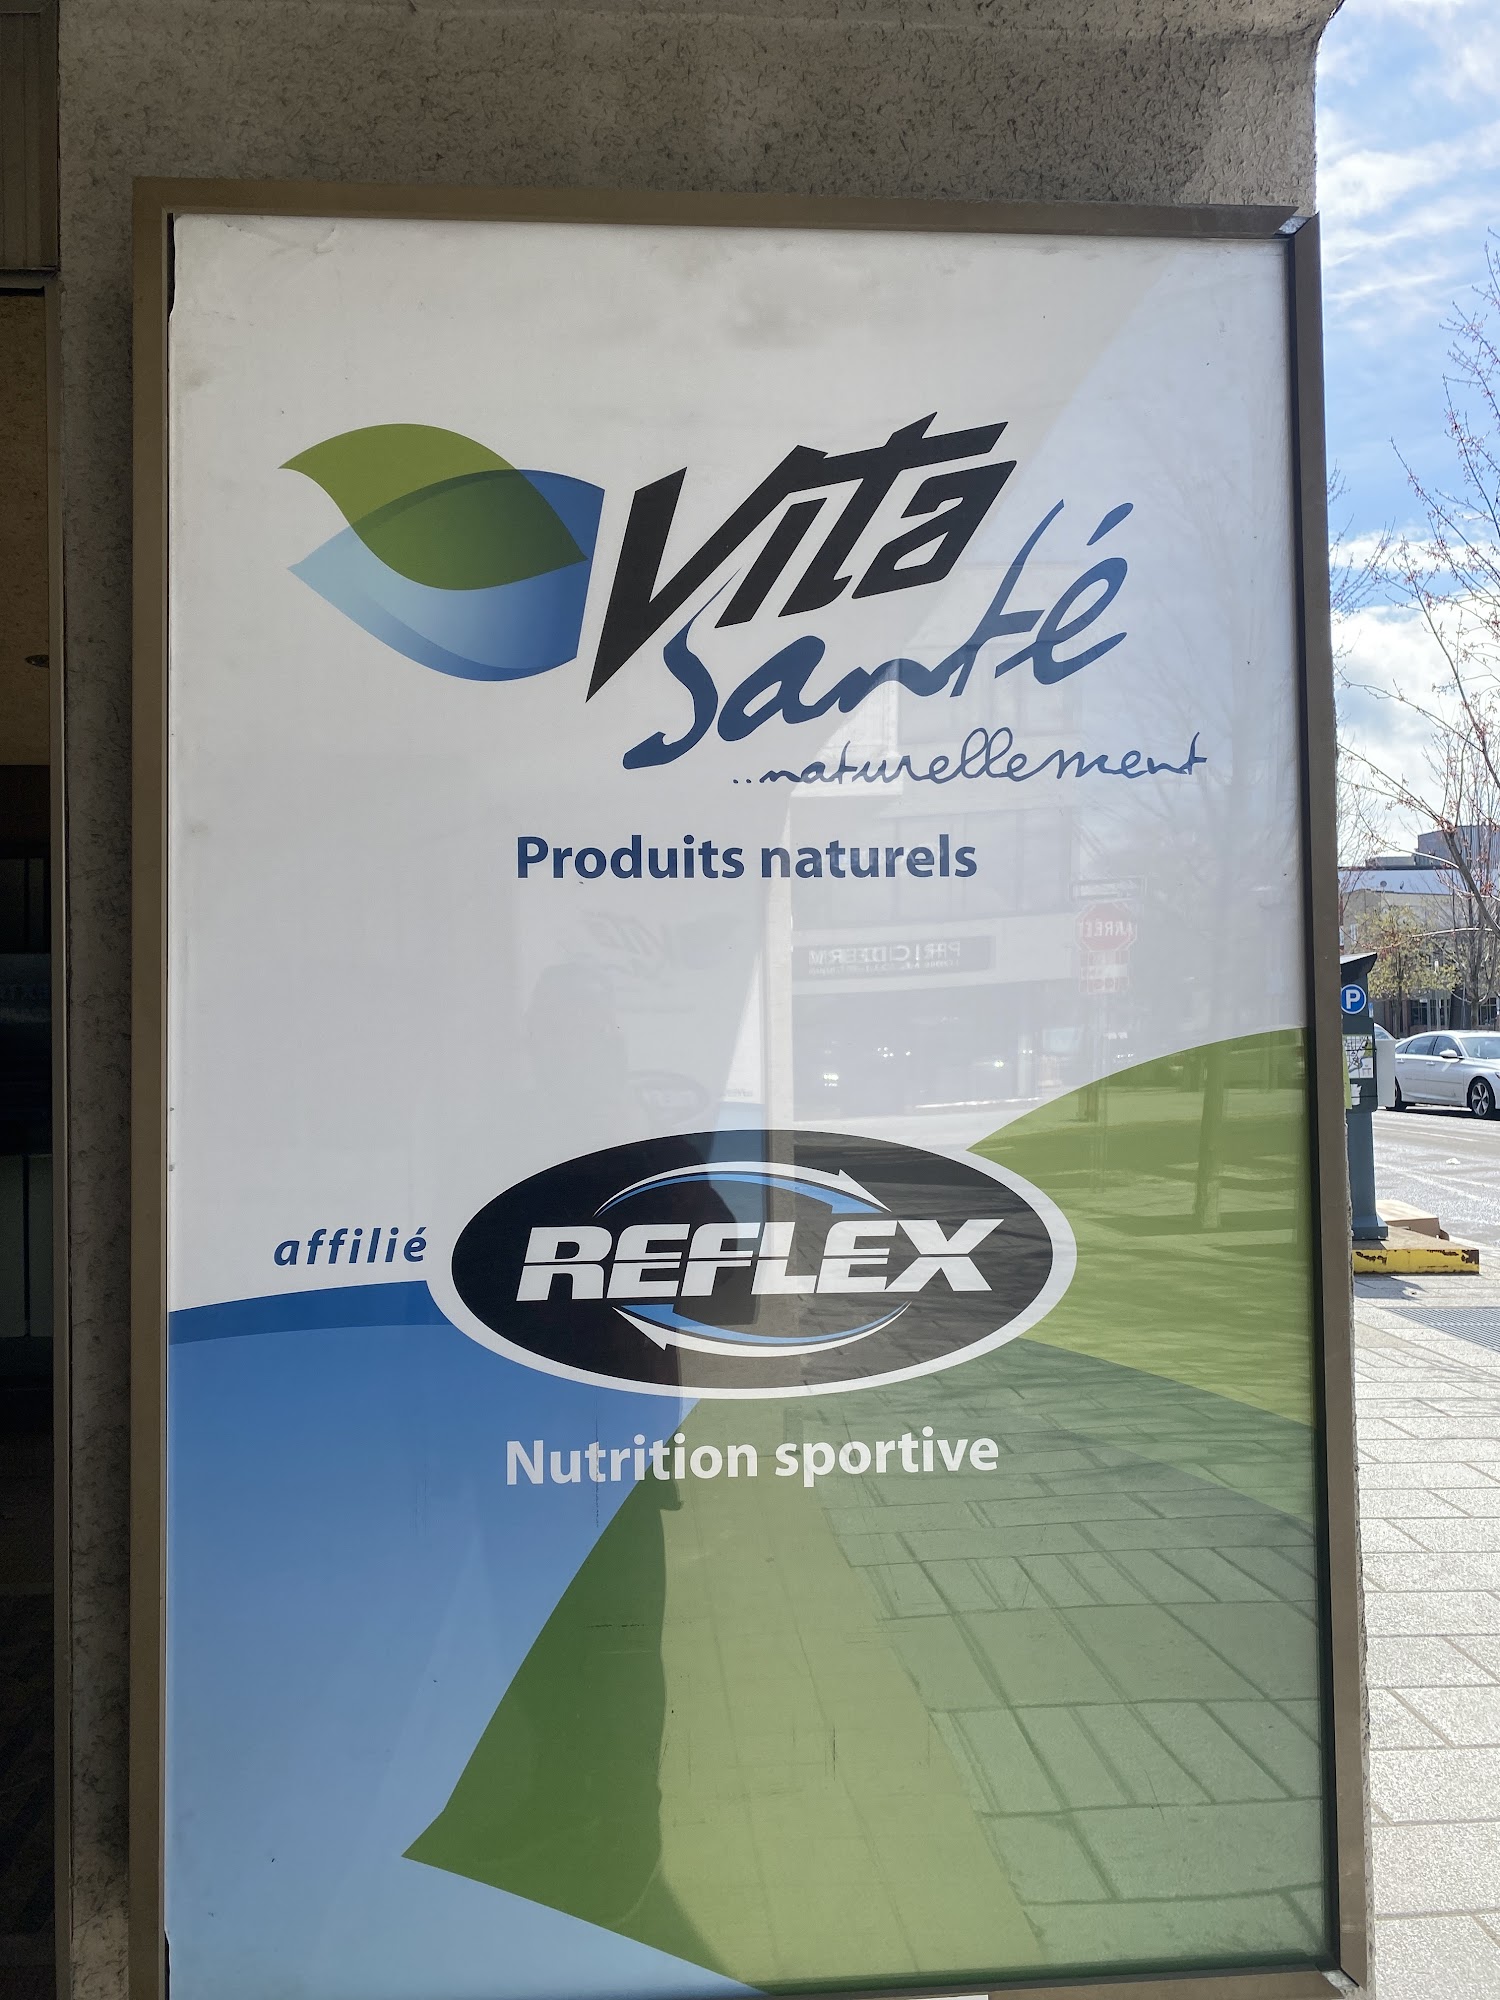 Vita
Santé
..naturellement
Produits naturels
affilié
REFLEX
Nutrition sportive
P